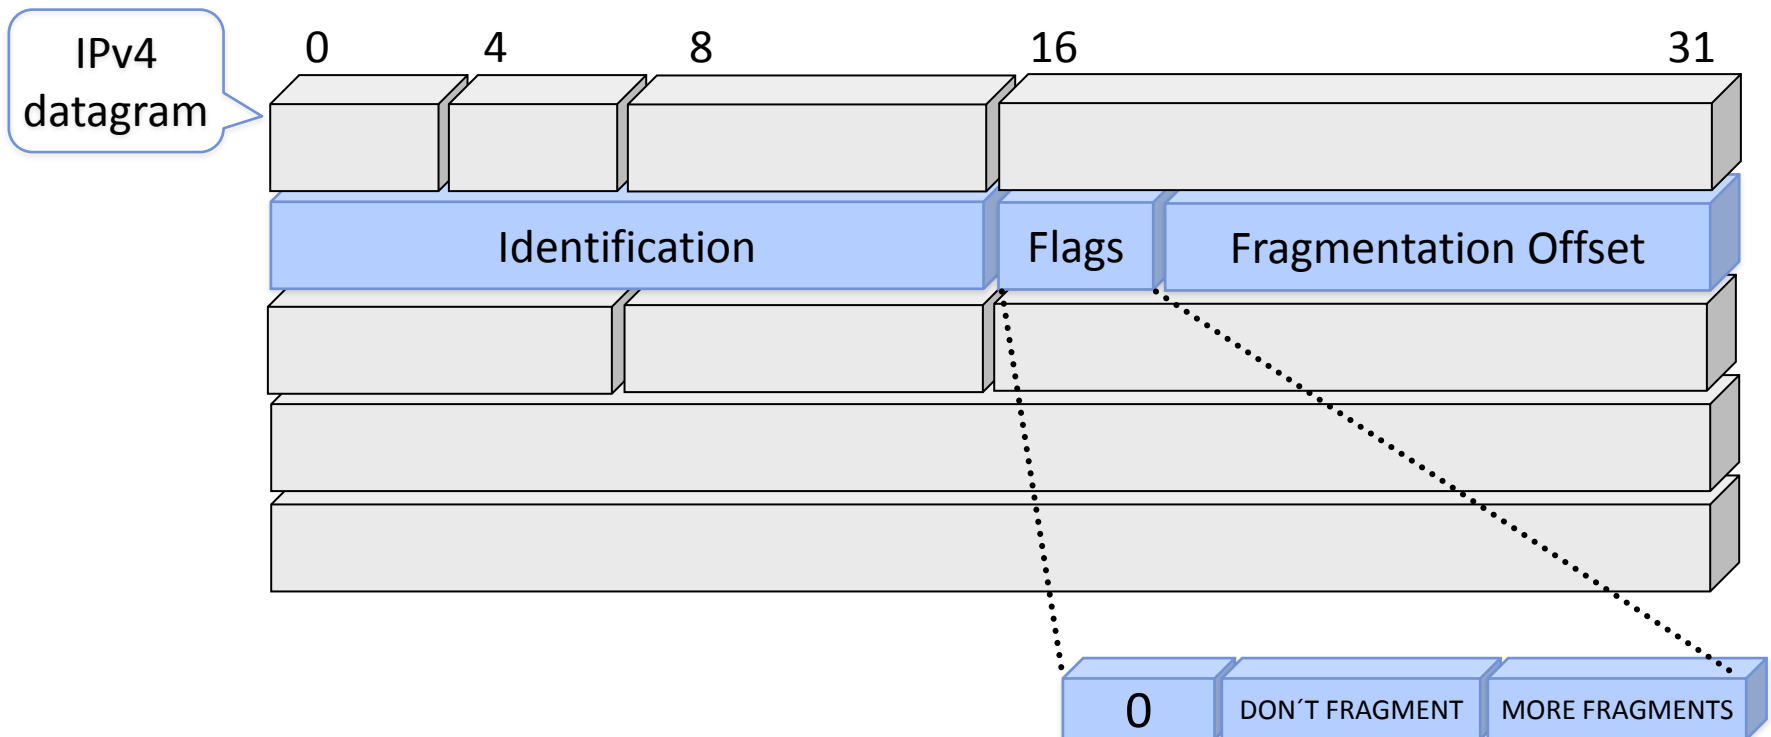 IPv4
datagram
0 4 8 16 31
Identification Flags Fragmentation Offset
0 DON´T FRAGMENT MORE FRAGMENTS